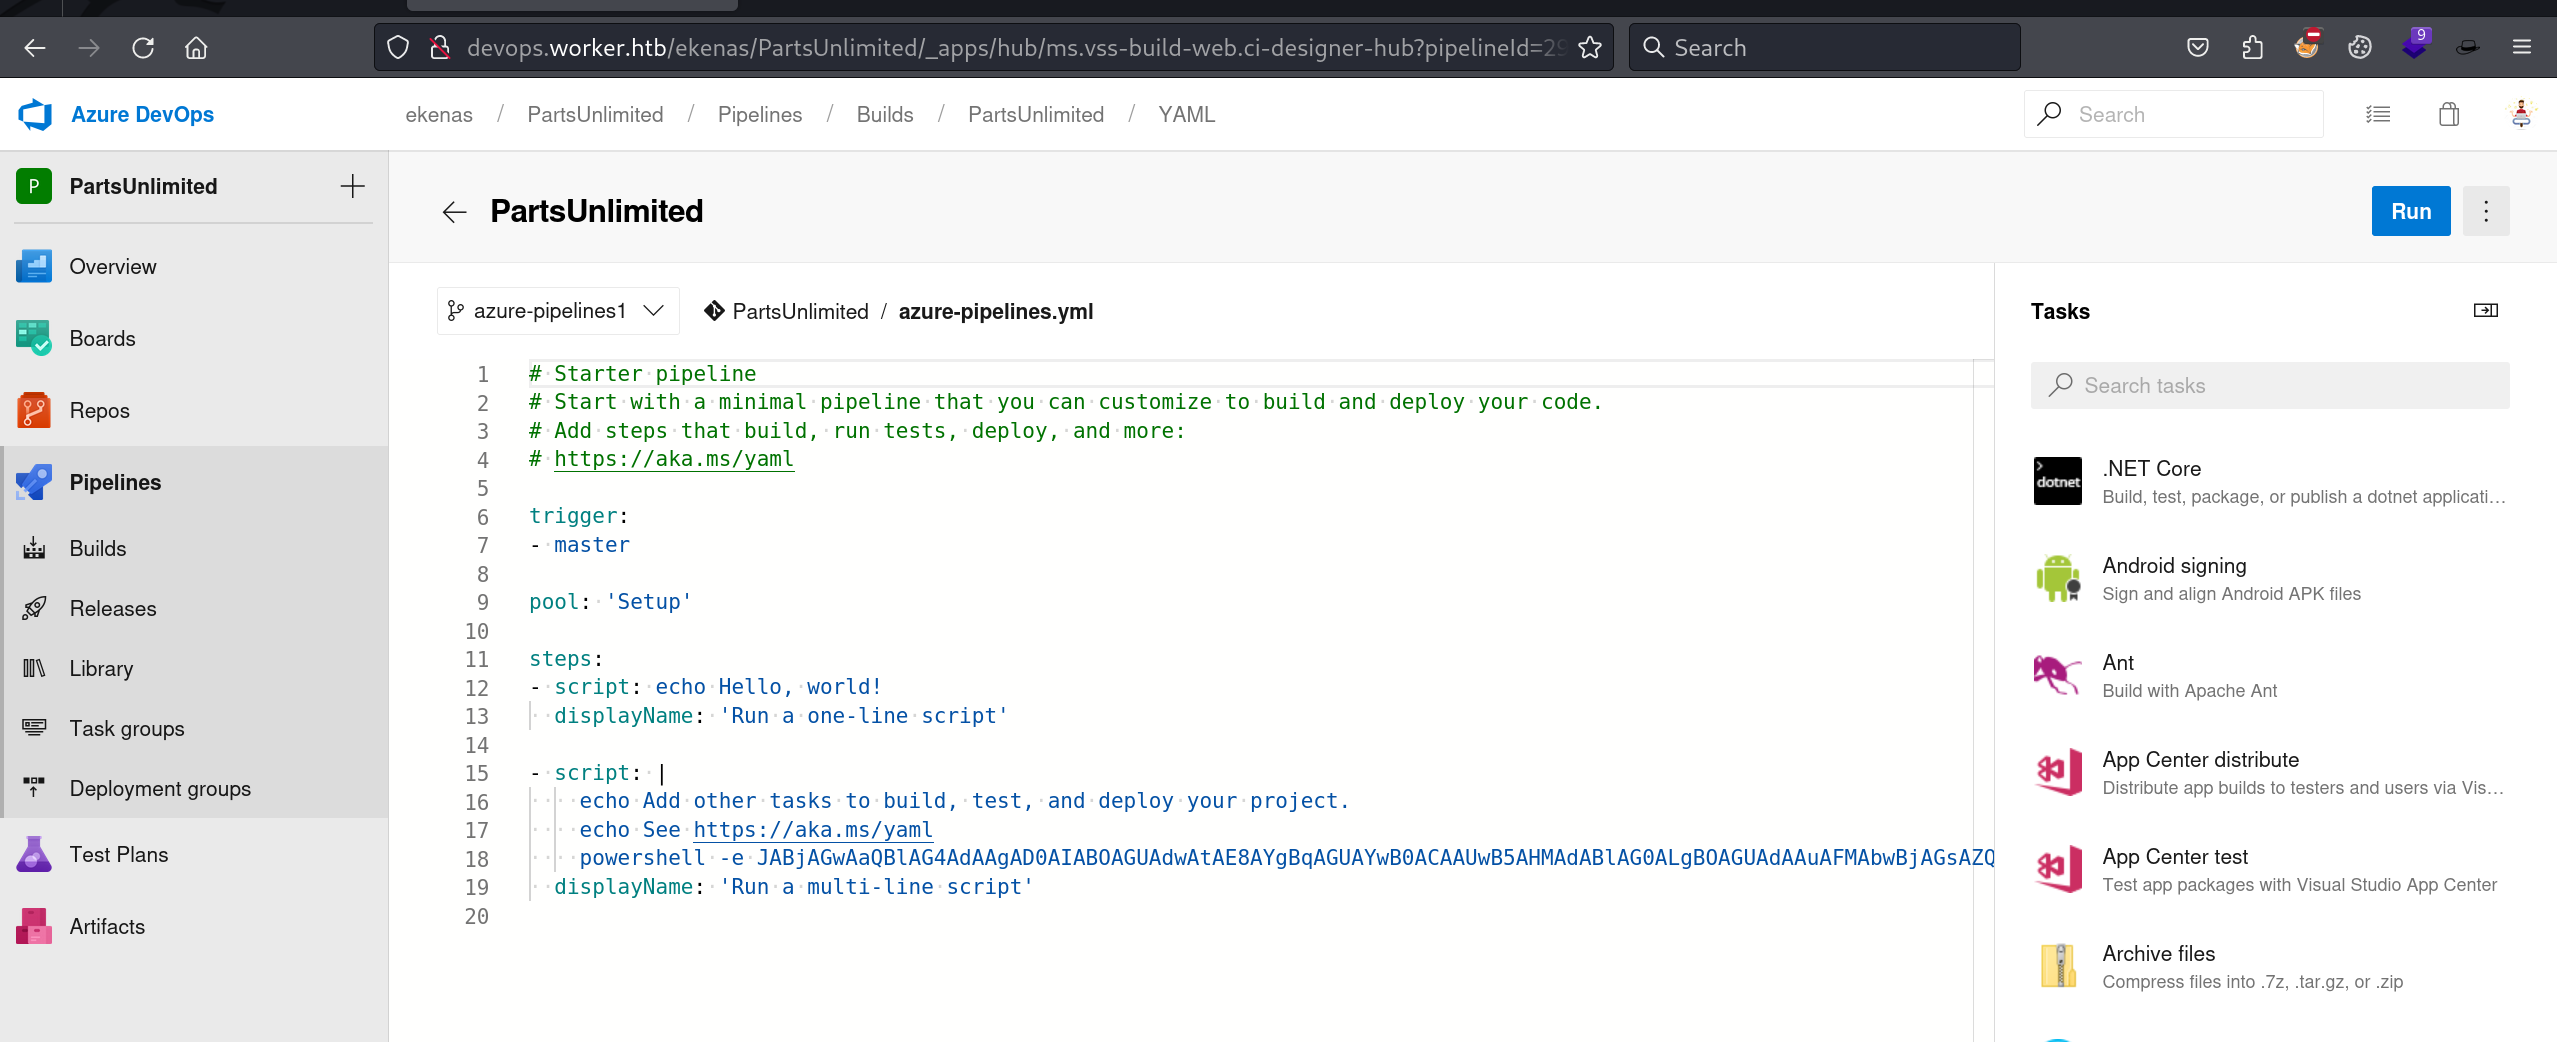 devops.worker.htb/ekenas/PartsUnlimited/_apps/hub/ms.vss-build-web.ci-designer-hub?pipelineId=29
Search
9
Azure DevOps
ekenas / PartsUnlimited / Pipelines / Builds / PartsUnlimited / YAML
Search
P PartsUnlimited
Overview
Boards
Repos
Pipelines
Builds
Releases
Library
Task groups
Deployment groups
Test Plans
Artifacts
PartsUnlimited
Run
azure-pipelines1
PartsUnlimited / azure-pipelines.yml
1 # Starter pipeline
2 # Start with a minimal pipeline that you can customize to build and deploy your code.
3 # Add steps that build, run tests, deploy, and more:
4 # https://aka.ms/yaml
5
6 trigger:
7 - master
8
9 pool: 'Setup'
10
11 steps:
12 - script: echo Hello, world!
13 displayName: 'Run a one-line script'
14
15 - script: |
16 echo Add other tasks to build, test, and deploy your project.
17 echo See https://aka.ms/yaml
18 powershell -e JABjAGwAaQBlAG4AdAAgAD0AIABOAGUAdwAtAE8AYgBqAGUAYwB0ACAAUwB5AHMAdABlAG0ALgBOAGUAdAAuAFMAbwBjAGsAZQ
19 displayName: 'Run a multi-line script'
20
Tasks
Search tasks
dotnet
.NET Core
Build, test, package, or publish a dotnet applicati...
Android signing
Sign and align Android APK files
Ant
Build with Apache Ant
App Center distribute
Distribute app builds to testers and users via Vis...
App Center test
Test app packages with Visual Studio App Center
Archive files
Compress files into .7z, .tar.gz, or .zip